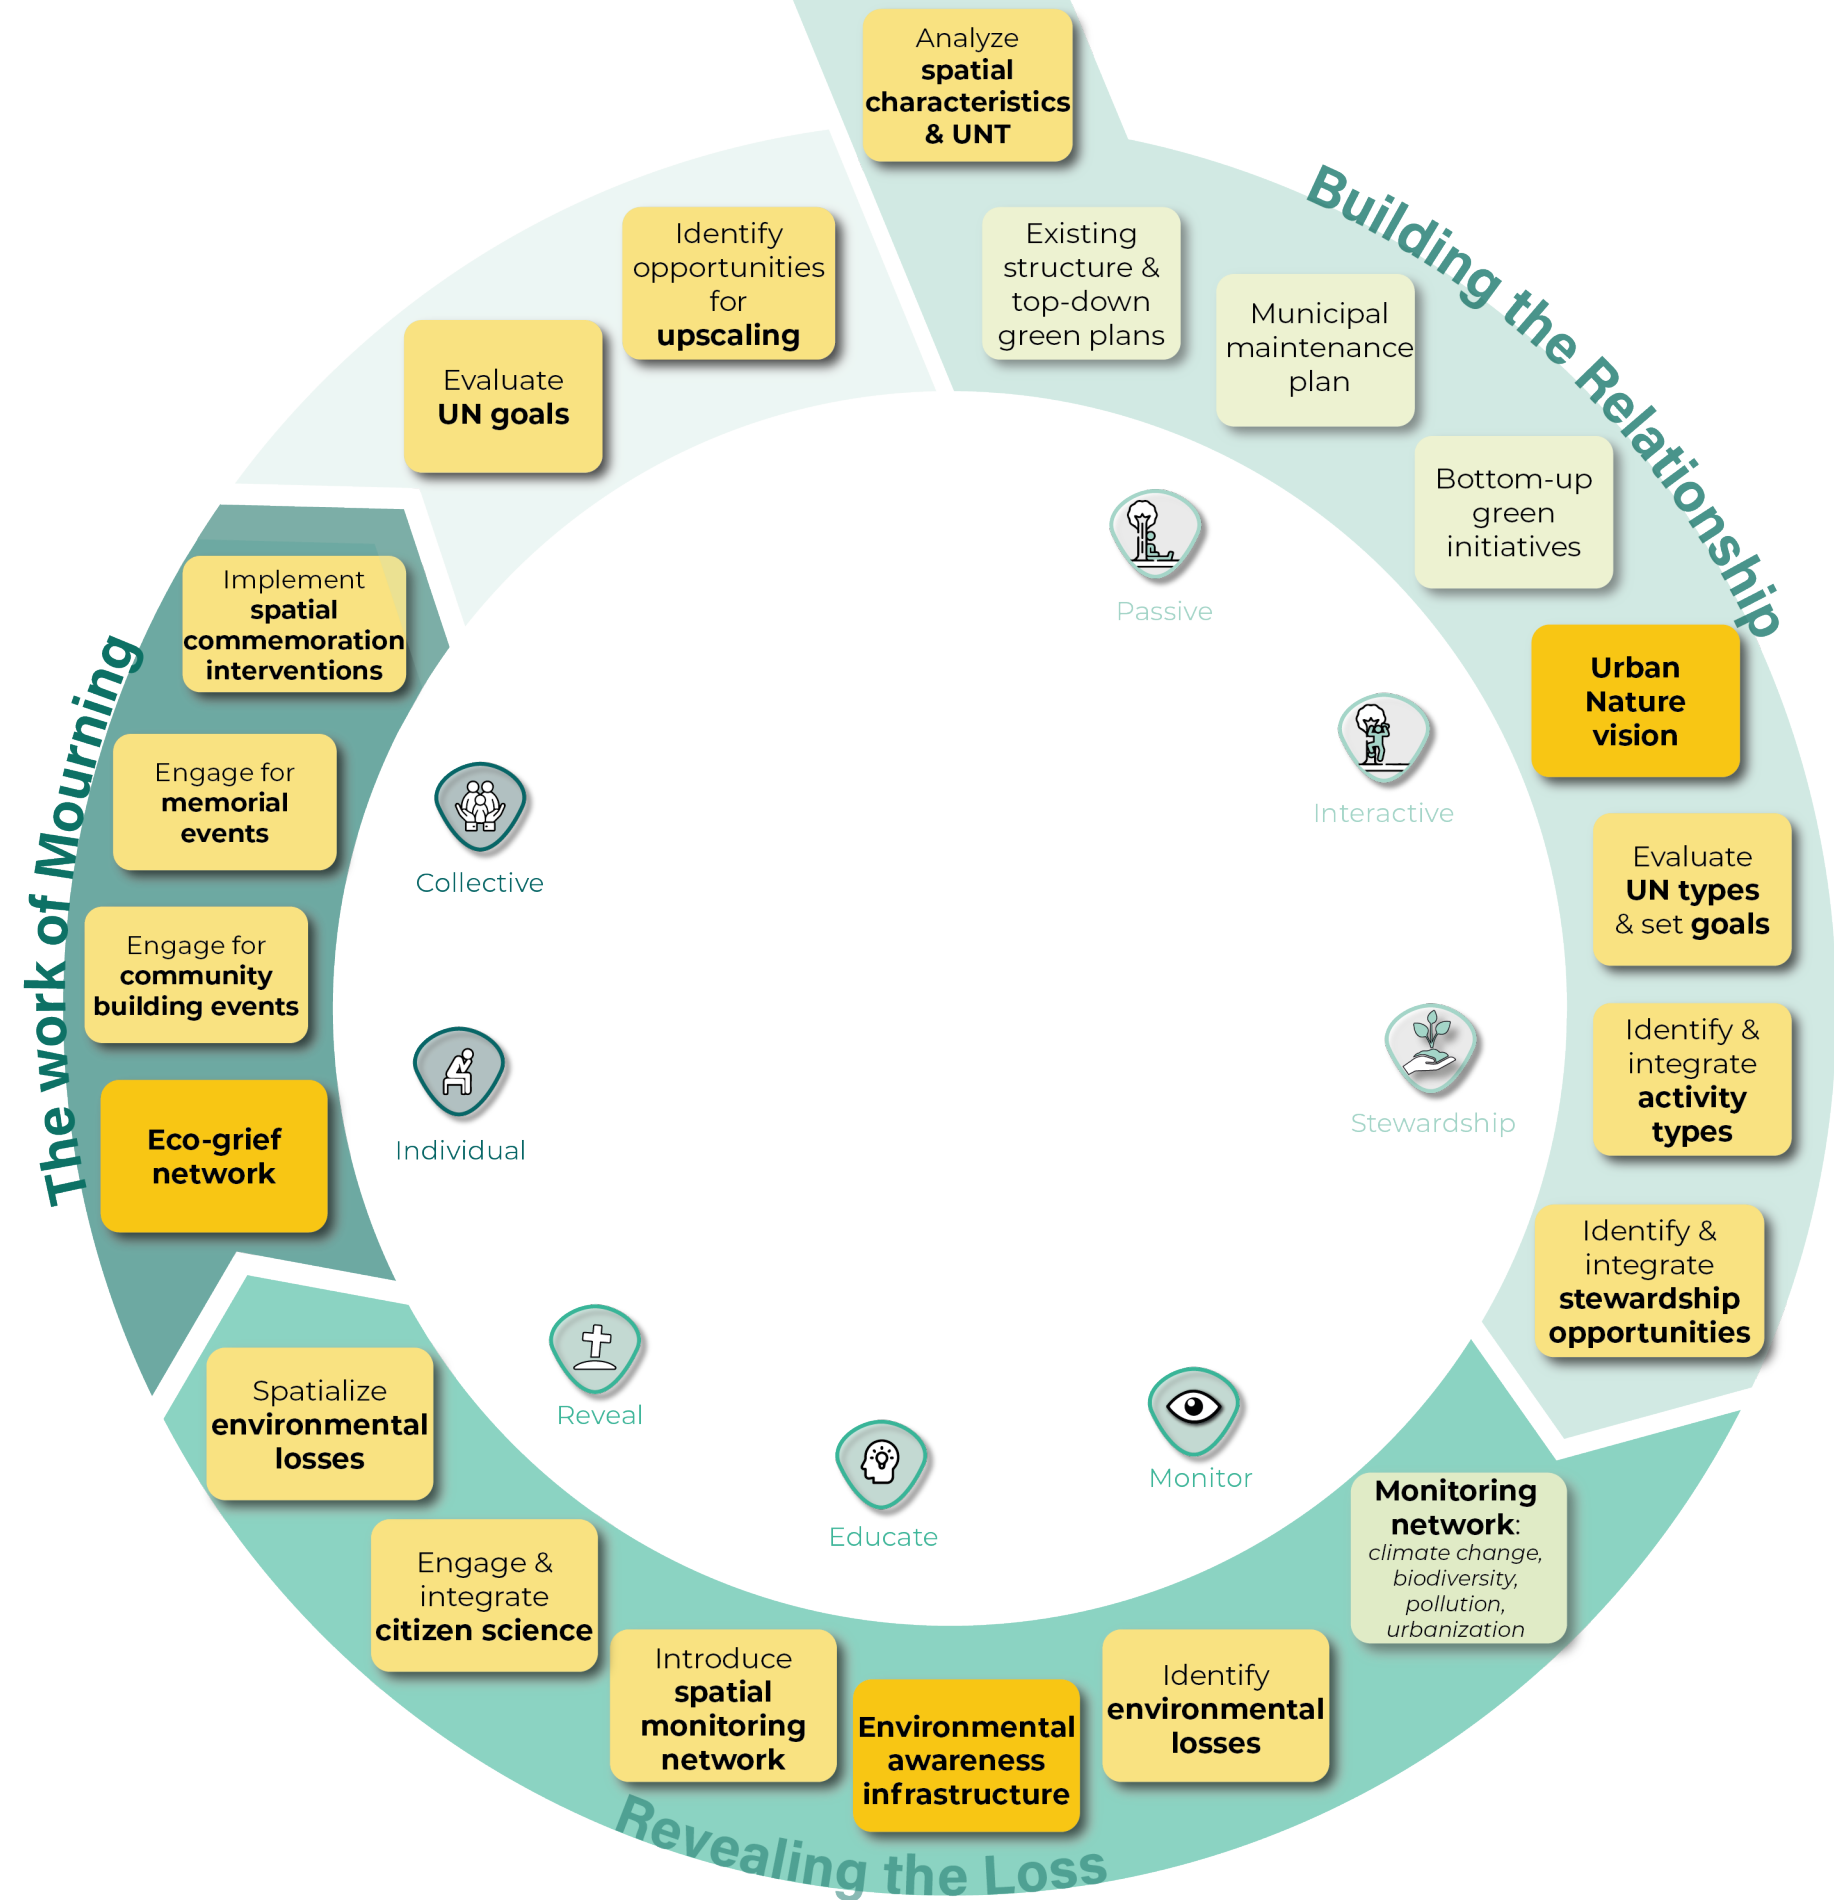 Analyze
spatial
characteristics
& UNT
Building the Relationship
Existing
structure &
top-down
green plans
Municipal
maintenance
plan
Bottom-up
green
initiatives
Urban
Nature
vision
Evaluate
UN types
& set goals
Identify &
integrate
activity
types
Identify &
integrate
stewardship
opportunities
Passive
Interactive
Stewardship
Monitoring
network:
climate change,
biodiversity,
pollution,
urbanization
Identify
environmental
losses
Environmental
awareness
infrastructure
Introduce
spatial
monitoring
network
Engage &
integrate
citizen science
Spatialize
environmental
losses
Revealing the Loss
Monitor
Educate
Reveal
Eco-grief
network
Engage for
community
building events
Engage for
memorial
events
Implement
spatial
commemoration
interventions
The work of Mourning
Individual
Collective
Evaluate
UN goals
Identify
opportunities
for
upscaling